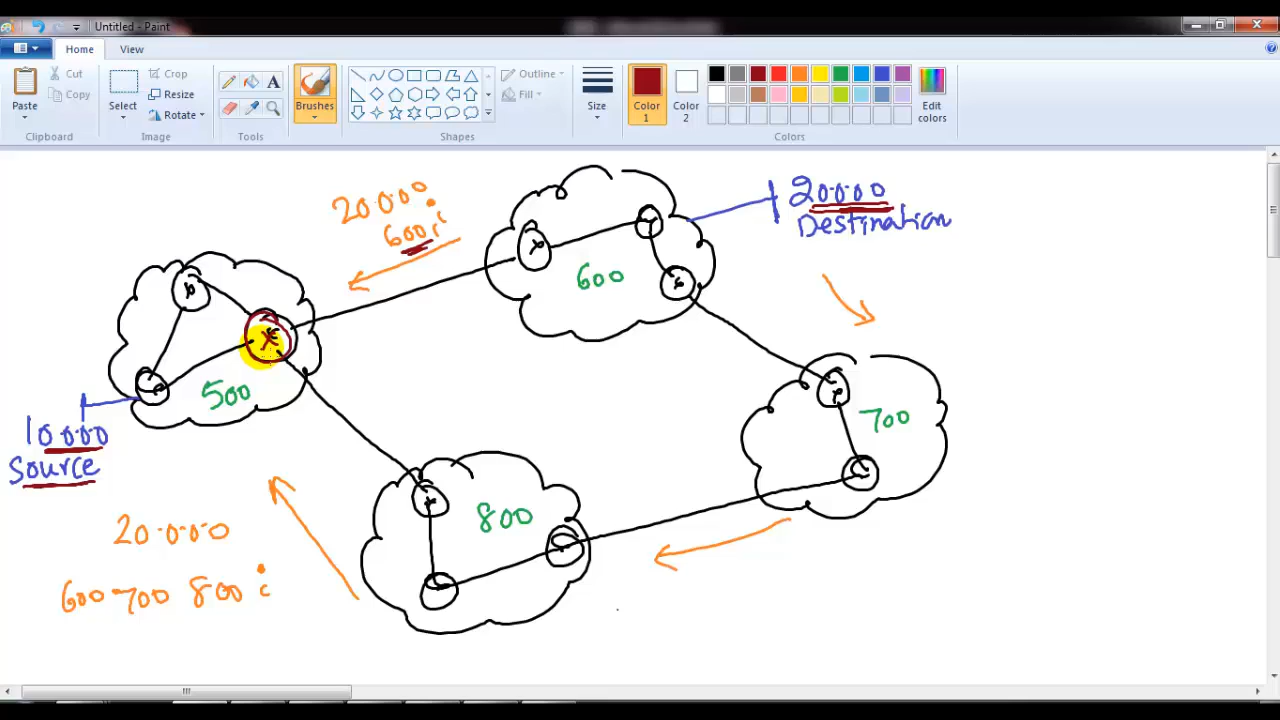 Untitled - Paint
Home
View
Paste
Cut
Copy
Clipboard
Select
Crop
Resize
Rotate
Image
Tools
Brushes
Shapes
Outline
Fill
Size
Color 1
Color 2
Colors
Edit colors
20.0.0.0
600 i
20.0.0.0
Destination
600
500
10.0.0.0
Source
700
800
20.0.0.0
600 700 800 i